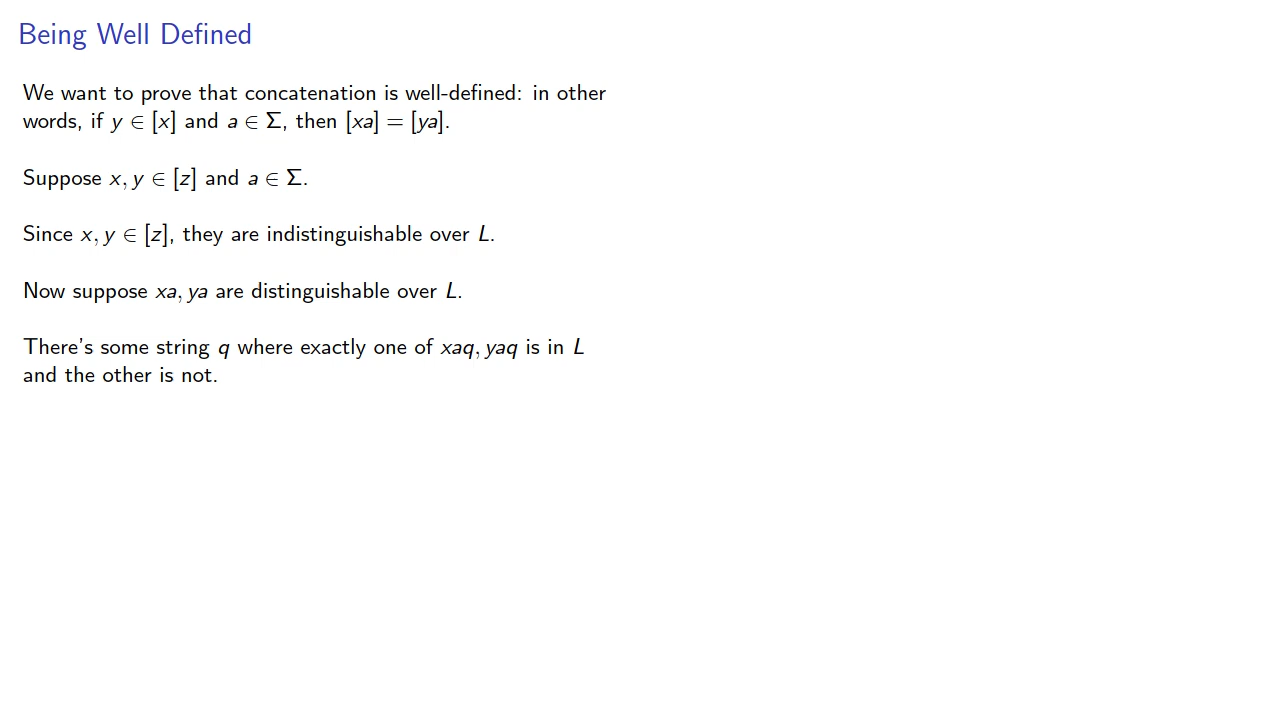 Being Well Defined
We want to prove that concatenation is well-defined: in other
words, if y ∈ [x] and a ∈ Σ, then [xa] = [ya].
Suppose x, y ∈ [z] and a ∈ Σ.
Since x, y ∈ [z], they are indistinguishable over L.
Now suppose xa, ya are distinguishable over L.
There's some string q where exactly one of xaq, yaq is in L
and the other is not.